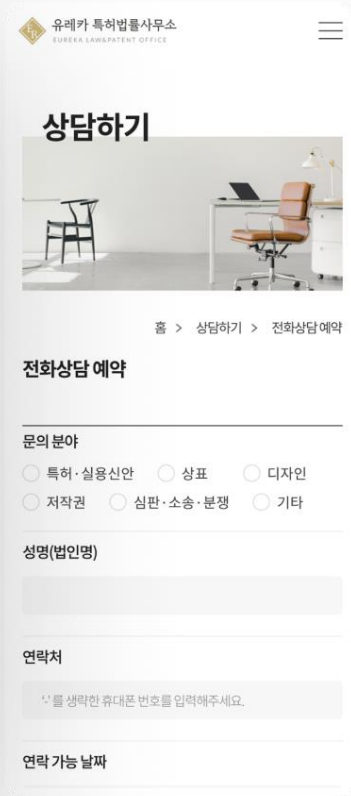 유레카 특허법률사무소
EUREKA LAW&PATENT OFFICE
상담하기
홈 > 상담하기 > 전화상담 예약
전화상담 예약
문의 분야
특허·실용신안 상표 디자인
저작권 심판·소송·분쟁 기타
성명(법인명)
연락처
'-' 를 생략한 휴대폰 번호를 입력해주세요.
연락 가능 날짜